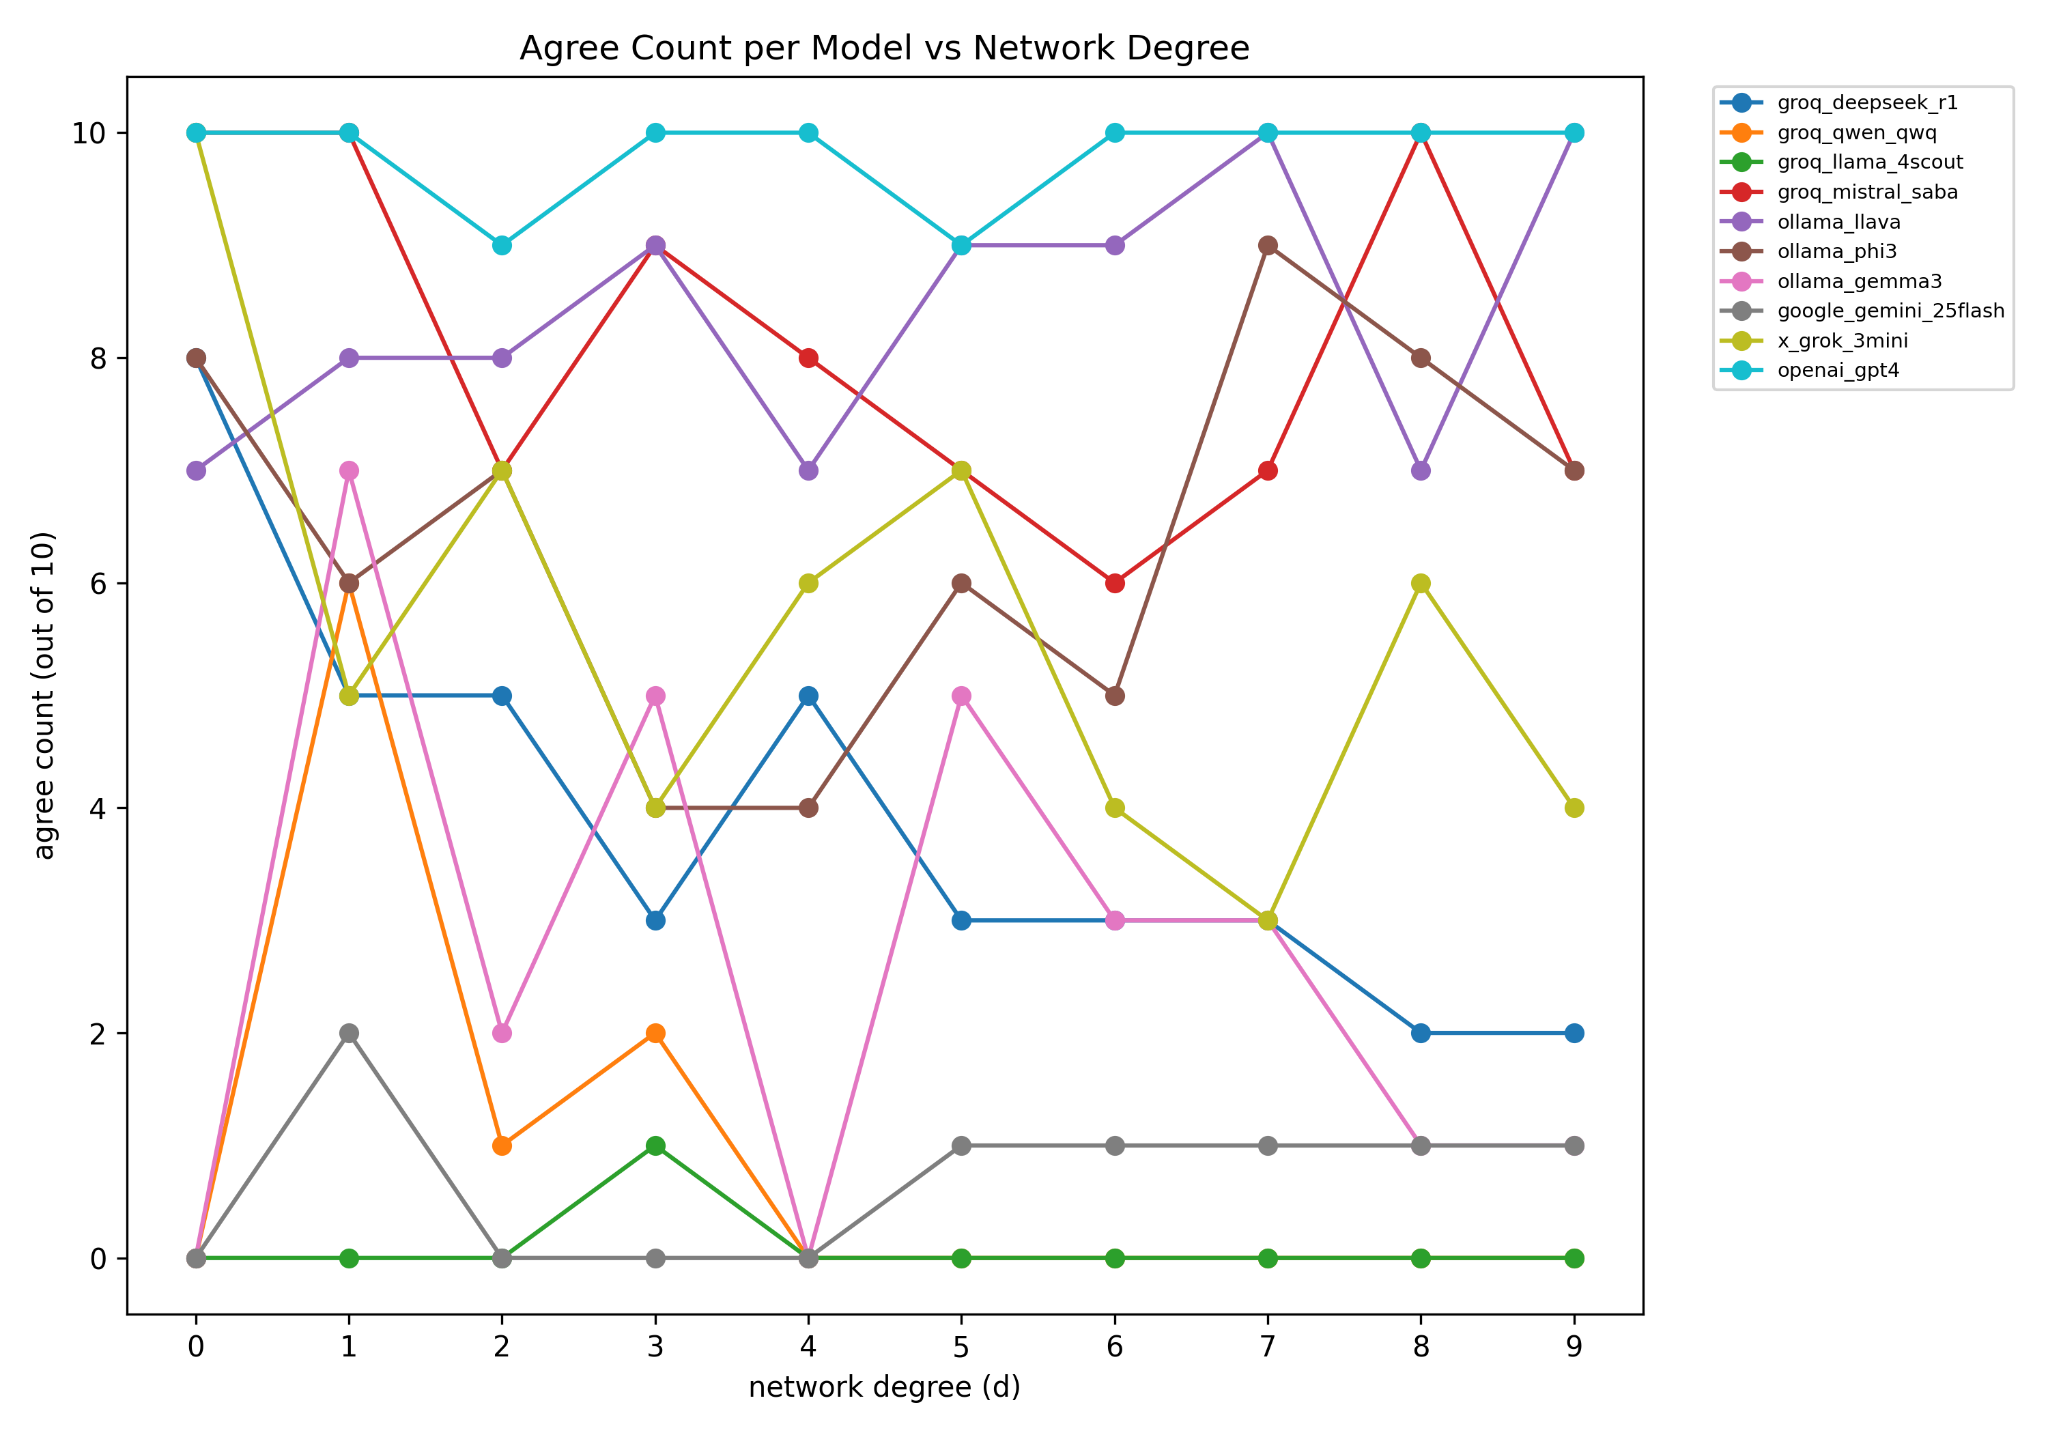 Agree Count per Model vs Network Degree
agree count (out of 10)
10
8
6
4
2
0
0 1 2 3 4 5 6 7 8 9
network degree (d)
groq_deepseek_r1
groq_qwen_qwq
groq_llama_4scout
groq_mistral_saba
ollama_llava
ollama_phi3
ollama_gemma3
google_gemini_25flash
x_grok_3mini
openai_gpt4